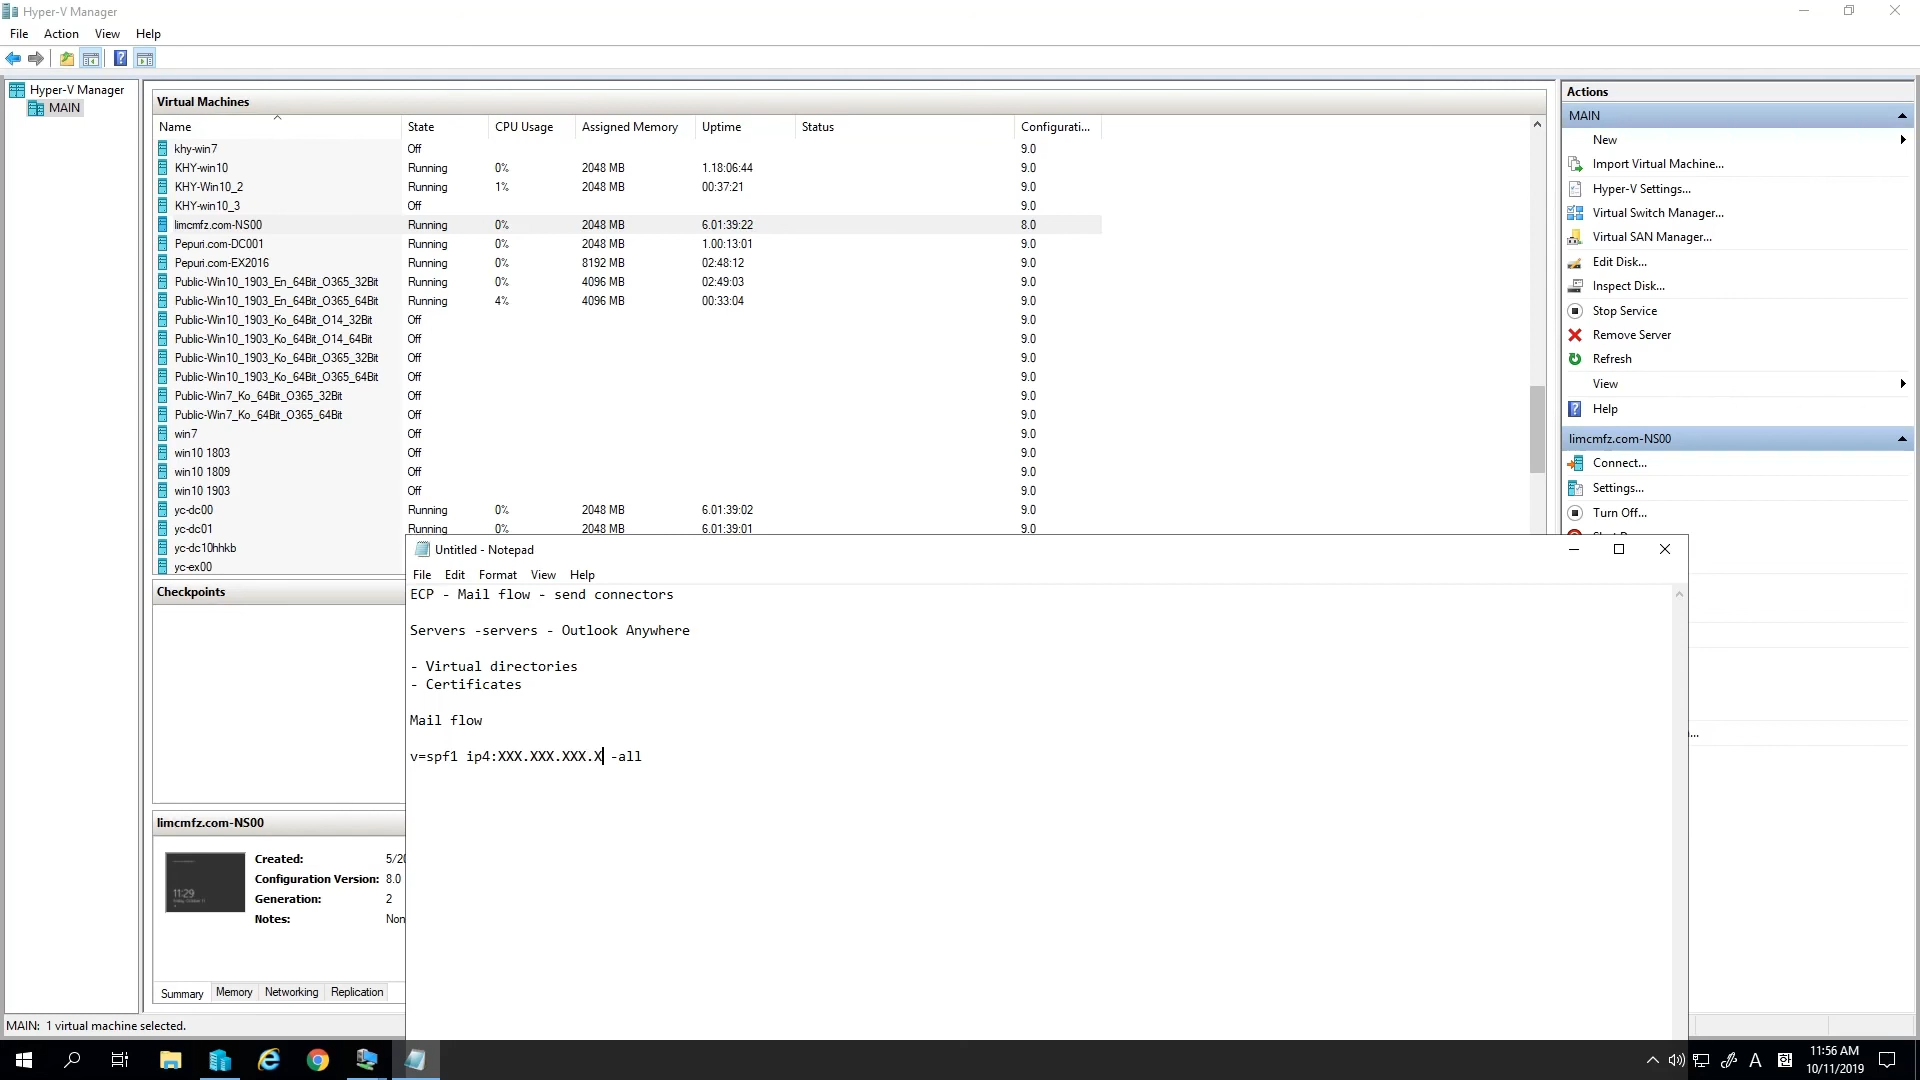 Hyper-V Manager
File Action View Help
Hyper-V Manager
MAIN
Virtual Machines
Name State CPU Usage Assigned Memory Uptime Status Configurati...
khy-win7 Off 9.0
KHY-win10 Running 0% 2048 MB 1.18:06:44 9.0
KHY-Win10_2 Running 1% 2048 MB 00:37:21 9.0
KHY-win10_3 Off 9.0
limcmfz.com-NS00 Running 0% 2048 MB 6.01:39:22 8.0
Pepuri.com-DC001 Running 0% 2048 MB 1.00:13:01 9.0
Pepuri.com-EX2016 Running 0% 8192 MB 02:48:12 9.0
Public-Win10_1903_En_64Bit_O365_32Bit Running 0% 4096 MB 02:49:03 9.0
Public-Win10_1903_En_64Bit_O365_64Bit Running 4% 4096 MB 00:33:04 9.0
Public-Win10_1903_Ko_64Bit_O14_32Bit Off 9.0
Public-Win10_1903_Ko_64Bit_O14_64Bit Off 9.0
Public-Win10_1903_Ko_64Bit_O365_32Bit Off 9.0
Public-Win10_1903_Ko_64Bit_O365_64Bit Off 9.0
Public-Win7_Ko_64Bit_O365_32Bit Off 9.0
Public-Win7_Ko_64Bit_O365_64Bit Off 9.0
win7 Off 9.0
win10 1803 Off 9.0
win10 1809 Off 9.0
win10 1903 Off 9.0
yc-dc00 Running 0% 2048 MB 6.01:39:02 9.0
yc-dc01 Running 0% 2048 MB 6.01:39:01 9.0
yc-dc10hhkb
yc-ex00
Checkpoints
limcmfz.com-NS00
11:29
Created: 5/20
Configuration Version: 8.0
Generation: 2
Notes: Non
Summary Memory Networking Replication
MAIN: 1 virtual machine selected.
Untitled - Notepad
File Edit Format View Help
ECP - Mail flow - send connectors
Servers -servers - Outlook Anywhere
- Virtual directories
- Certificates
Mail flow
v=spf1 ip4:XXX.XXX.XXX.X -all
Actions
MAIN
New
Import Virtual Machine...
Hyper-V Settings...
Virtual Switch Manager...
Virtual SAN Manager...
Edit Disk...
Inspect Disk...
Stop Service
Remove Server
Refresh
View
Help
limcmfz.com-NS00
Connect...
Settings...
Turn Off...
...
A 한 11:56 AM
10/11/2019